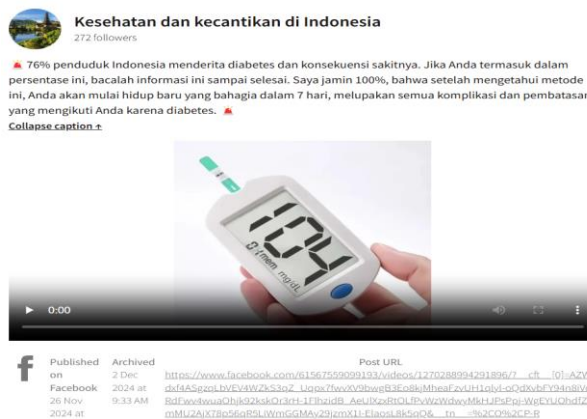 Kesehatan dan kecantikan di Indonesia
272 followers
🚨 76% penduduk Indonesia menderita diabetes dan konsekuensi sakitnya. Jika Anda termasuk dalam
persentase ini, bacalah informasi ini sampai selesai. Saya jamin 100%, bahwa setelah mengetahui metode
ini, Anda akan mulai hidup baru yang bahagia dalam 7 hari, melupakan semua komplikasi dan pembatasan
yang mengikuti Anda karena diabetes. 🚨
Collapse caption ↑
104
mem mg/dL
0:00
Published on Facebook 26 Nov 2024 at
Archived 2 Dec 2024 at 9:33 AM
Post URL
https://www.facebook.com/61567559099193/videos/1270288994291896/?